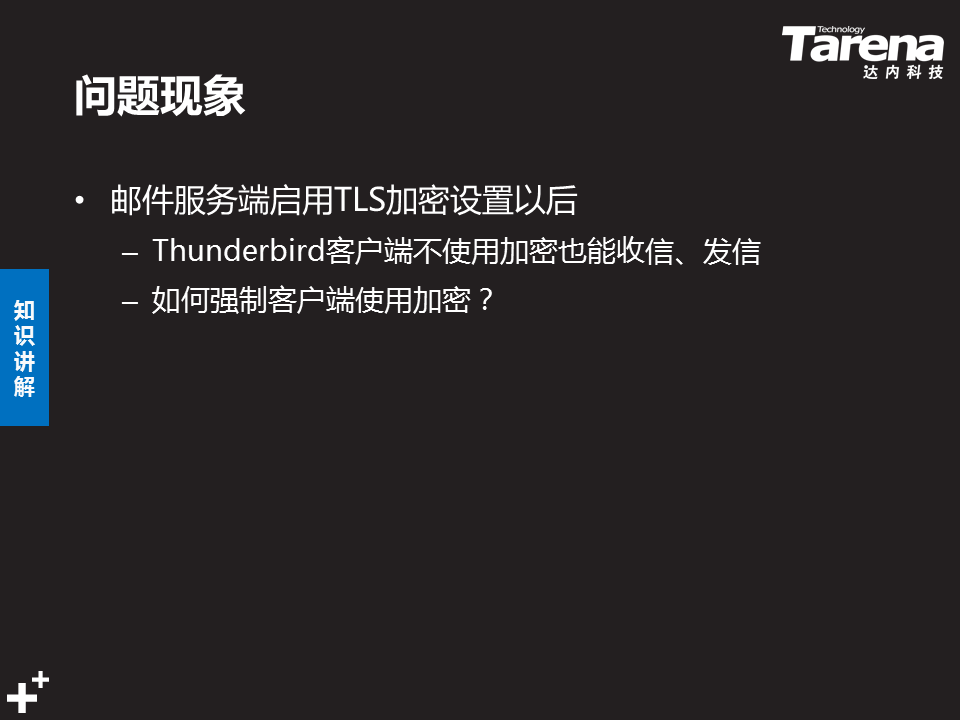 Technology
Tarena
达内科技
问题现象
• 邮件服务端启用TLS加密设置以后
– Thunderbird客户端不使用加密也能收信、发信
– 如何强制客户端使用加密？
知识讲解